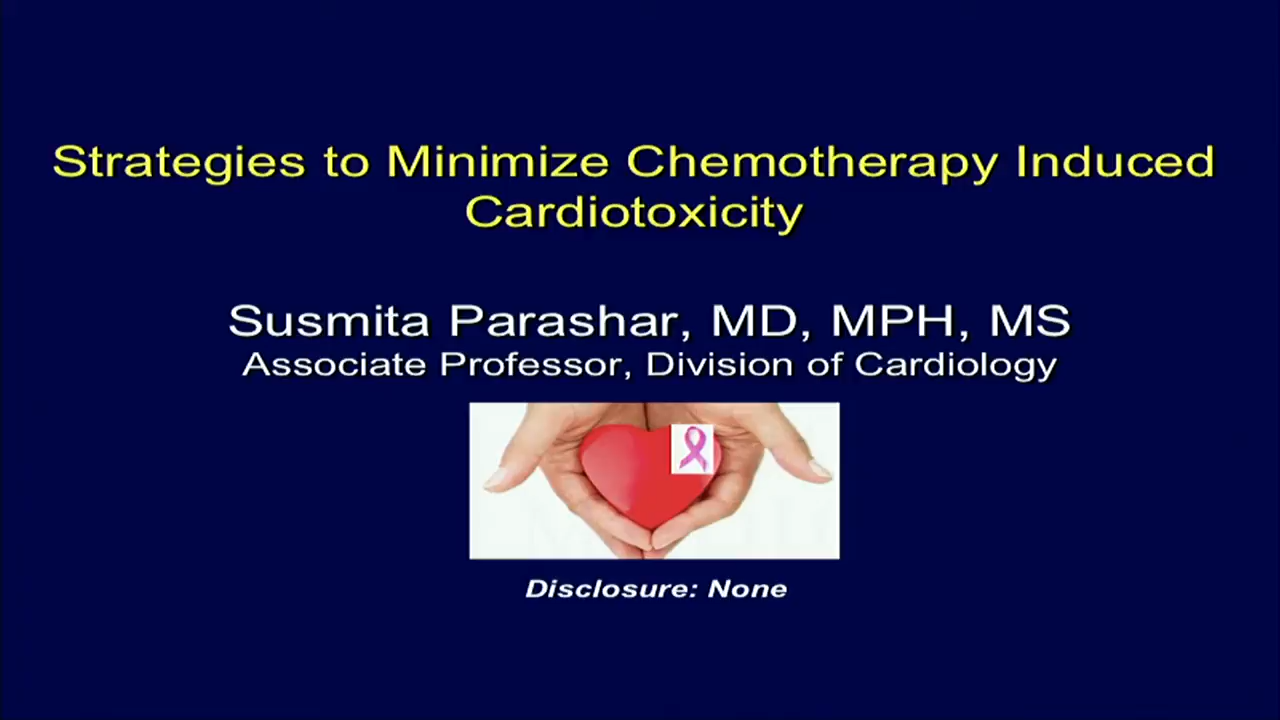 Strategies to Minimize Chemotherapy Induced
Cardiotoxicity
Susmita Parashar, MD, MPH, MS
Associate Professor, Division of Cardiology
Disclosure: None